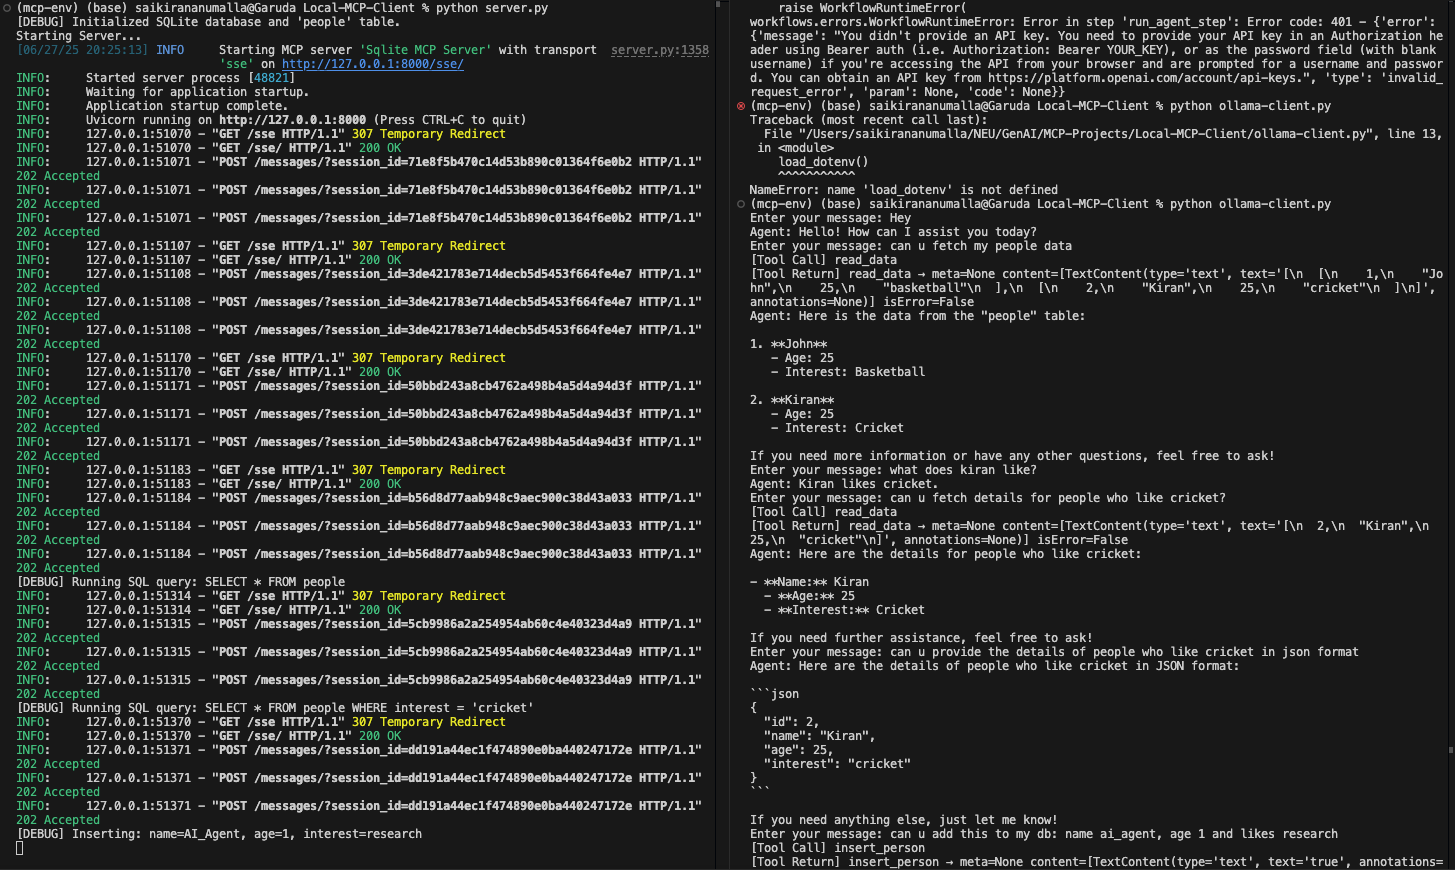 (mcp-env) (base) saikirananumalla@Garuda Local-MCP-Client % python server.py
[DEBUG] Initialized SQLite database and 'people' table.
Starting Server...
[06/27/25 20:25:13] INFO     Starting MCP server 'Sqlite MCP Server' with transport  server.py:1358
'sse' on http://127.0.0.1:8000/sse/
INFO:     Started server process [48821]
INFO:     Waiting for application startup.
INFO:     Application startup complete.
INFO:     Uvicorn running on http://127.0.0.1:8000 (Press CTRL+C to quit)
INFO:     127.0.0.1:51070 - "GET /sse HTTP/1.1" 307 Temporary Redirect
INFO:     127.0.0.1:51070 - "GET /sse/ HTTP/1.1" 200 OK
INFO:     127.0.0.1:51071 - "POST /messages/?session_id=71e8f5b470c14d53b890c01364f6e0b2 HTTP/1.1"
202 Accepted
INFO:     127.0.0.1:51071 - "POST /messages/?session_id=71e8f5b470c14d53b890c01364f6e0b2 HTTP/1.1"
202 Accepted
INFO:     127.0.0.1:51071 - "POST /messages/?session_id=71e8f5b470c14d53b890c01364f6e0b2 HTTP/1.1"
202 Accepted
INFO:     127.0.0.1:51107 - "GET /sse HTTP/1.1" 307 Temporary Redirect
INFO:     127.0.0.1:51107 - "GET /sse/ HTTP/1.1" 200 OK
INFO:     127.0.0.1:51108 - "POST /messages/?session_id=3de421783e714decb5d5453f664fe4e7 HTTP/1.1"
202 Accepted
INFO:     127.0.0.1:51108 - "POST /messages/?session_id=3de421783e714decb5d5453f664fe4e7 HTTP/1.1"
202 Accepted
INFO:     127.0.0.1:51108 - "POST /messages/?session_id=3de421783e714decb5d5453f664fe4e7 HTTP/1.1"
202 Accepted
INFO:     127.0.0.1:51170 - "GET /sse HTTP/1.1" 307 Temporary Redirect
INFO:     127.0.0.1:51170 - "GET /sse/ HTTP/1.1" 200 OK
INFO:     127.0.0.1:51171 - "POST /messages/?session_id=50bbd243a8cb4762a498b4a5d4a94d3f HTTP/1.1"
202 Accepted
INFO:     127.0.0.1:51171 - "POST /messages/?session_id=50bbd243a8cb4762a498b4a5d4a94d3f HTTP/1.1"
202 Accepted
INFO:     127.0.0.1:51171 - "POST /messages/?session_id=50bbd243a8cb4762a498b4a5d4a94d3f HTTP/1.1"
202 Accepted
INFO:     127.0.0.1:51183 - "GET /sse HTTP/1.1" 307 Temporary Redirect
INFO:     127.0.0.1:51183 - "GET /sse/ HTTP/1.1" 200 OK
INFO:     127.0.0.1:51184 - "POST /messages/?session_id=b56d8d77aab948c9aec900c38d43a033 HTTP/1.1"
202 Accepted
INFO:     127.0.0.1:51184 - "POST /messages/?session_id=b56d8d77aab948c9aec900c38d43a033 HTTP/1.1"
202 Accepted
INFO:     127.0.0.1:51184 - "POST /messages/?session_id=b56d8d77aab948c9aec900c38d43a033 HTTP/1.1"
202 Accepted
[DEBUG] Running SQL query: SELECT * FROM people
INFO:     127.0.0.1:51314 - "GET /sse HTTP/1.1" 307 Temporary Redirect
INFO:     127.0.0.1:51314 - "GET /sse/ HTTP/1.1" 200 OK
INFO:     127.0.0.1:51315 - "POST /messages/?session_id=5cb9986a2a254954ab60c4e40323d4a9 HTTP/1.1"
202 Accepted
INFO:     127.0.0.1:51315 - "POST /messages/?session_id=5cb9986a2a254954ab60c4e40323d4a9 HTTP/1.1"
202 Accepted
INFO:     127.0.0.1:51315 - "POST /messages/?session_id=5cb9986a2a254954ab60c4e40323d4a9 HTTP/1.1"
202 Accepted
[DEBUG] Running SQL query: SELECT * FROM people WHERE interest = 'cricket'
INFO:     127.0.0.1:51370 - "GET /sse HTTP/1.1" 307 Temporary Redirect
INFO:     127.0.0.1:51370 - "GET /sse/ HTTP/1.1" 200 OK
INFO:     127.0.0.1:51371 - "POST /messages/?session_id=dd191a44ec1f474890e0ba440247172e HTTP/1.1"
202 Accepted
INFO:     127.0.0.1:51371 - "POST /messages/?session_id=dd191a44ec1f474890e0ba440247172e HTTP/1.1"
202 Accepted
INFO:     127.0.0.1:51371 - "POST /messages/?session_id=dd191a44ec1f474890e0ba440247172e HTTP/1.1"
202 Accepted
[DEBUG] Inserting: name=AI_Agent, age=1, interest=research
raise WorkflowRuntimeError(
workflows.errors.WorkflowRuntimeError: Error in step 'run_agent_step': Error code: 401 - {'error':
{'message': "You didn't provide an API key. You need to provide your API key in an Authorization he
ader using Bearer auth (i.e. Authorization: Bearer YOUR_KEY), or as the password field (with blank
username) if you're accessing the API from your browser and are prompted for a username and passwor
d. You can obtain an API key from https://platform.openai.com/account/api-keys.", 'type': 'invalid_
request_error', 'param': None, 'code': None}}
(mcp-env) (base) saikirananumalla@Garuda Local-MCP-Client % python ollama-client.py
Traceback (most recent call last):
  File "/Users/saikirananumalla/NEU/GenAI/MCP-Projects/Local-MCP-Client/ollama-client.py", line 13,
 in <module>
    load_dotenv()
    ^^^^^^^^^^^
NameError: name 'load_dotenv' is not defined
(mcp-env) (base) saikirananumalla@Garuda Local-MCP-Client % python ollama-client.py
Enter your message: Hey
Agent: Hello! How can I assist you today?
Enter your message: can u fetch my people data
[Tool Call] read_data
[Tool Return] read_data → meta=None content=[TextContent(type='text', text='[\n  [\n    1,\n    "Jo
hn",\n    25,\n    "basketball"\n  ],\n  [\n    2,\n    "Kiran",\n    25,\n    "cricket"\n  ]\n]',
annotations=None)] isError=False
Agent: Here is the data from the "people" table:
1. **John**
   - Age: 25
   - Interest: Basketball
2. **Kiran**
   - Age: 25
   - Interest: Cricket
If you need more information or have any other questions, feel free to ask!
Enter your message: what does kiran like?
Agent: Kiran likes cricket.
Enter your message: can u fetch details for people who like cricket?
[Tool Call] read_data
[Tool Return] read_data → meta=None content=[TextContent(type='text', text='[\n  2,\n  "Kiran",\n
25,\n  "cricket"\n]', annotations=None)] isError=False
Agent: Here are the details for people who like cricket:
- **Name:** Kiran
  - **Age:** 25
  - **Interest:** Cricket
If you need further assistance, feel free to ask!
Enter your message: can u provide the details of people who like cricket in json format
Agent: Here are the details of people who like cricket in JSON format:
```json
{
  "id": 2,
  "name": "Kiran",
  "age": 25,
  "interest": "cricket"
}
```
If you need anything else, just let me know!
Enter your message: can u add this to my db: name ai_agent, age 1 and likes research
[Tool Call] insert_person
[Tool Return] insert_person → meta=None content=[TextContent(type='text', text='true', annotations=